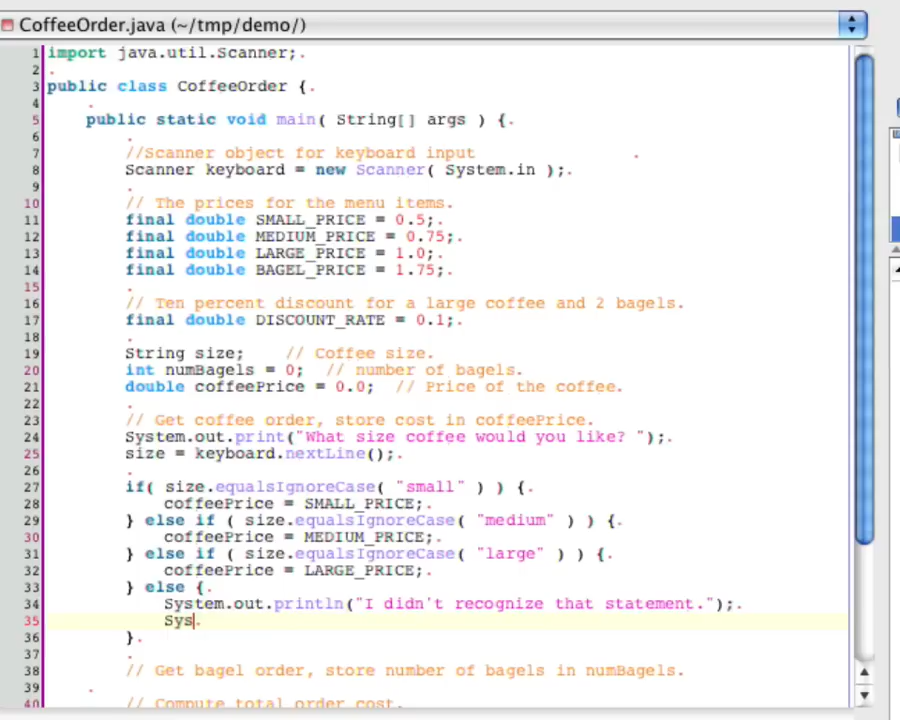 CoffeeOrder.java (~/tmp/demo/)
1 import java.util.Scanner;.
2 .
3 public class CoffeeOrder {.
4 .
5 public static void main( String[] args ) {.
6 .
7 //Scanner object for keyboard input .
8 Scanner keyboard = new Scanner( System.in );.
9 .
10 // The prices for the menu items.
11 final double SMALL_PRICE = 0.5;.
12 final double MEDIUM_PRICE = 0.75;.
13 final double LARGE_PRICE = 1.0;.
14 final double BAGEL_PRICE = 1.75;.
15 .
16 // Ten percent discount for a large coffee and 2 bagels.
17 final double DISCOUNT_RATE = 0.1;.
18 .
19 String size; // Coffee size.
20 int numBagels = 0; // number of bagels.
21 double coffeePrice = 0.0; // Price of the coffee.
22 .
23 // Get coffee order, store cost in coffeePrice.
24 System.out.print("What size coffee would you like? ");.
25 size = keyboard.nextLine();.
26 .
27 if( size.equalsIgnoreCase( "small" ) ) {.
28 coffeePrice = SMALL_PRICE;.
29 } else if ( size.equalsIgnoreCase( "medium" ) ) {.
30 coffeePrice = MEDIUM_PRICE;.
31 } else if ( size.equalsIgnoreCase( "large" ) ) {.
32 coffeePrice = LARGE_PRICE;.
33 } else {.
34 System.out.println("I didn't recognize that statement.");.
35 Sys.
36 }.
37 .
38 // Get bagel order, store number of bagels in numBagels.
39 .
40 // Compute total order cost.